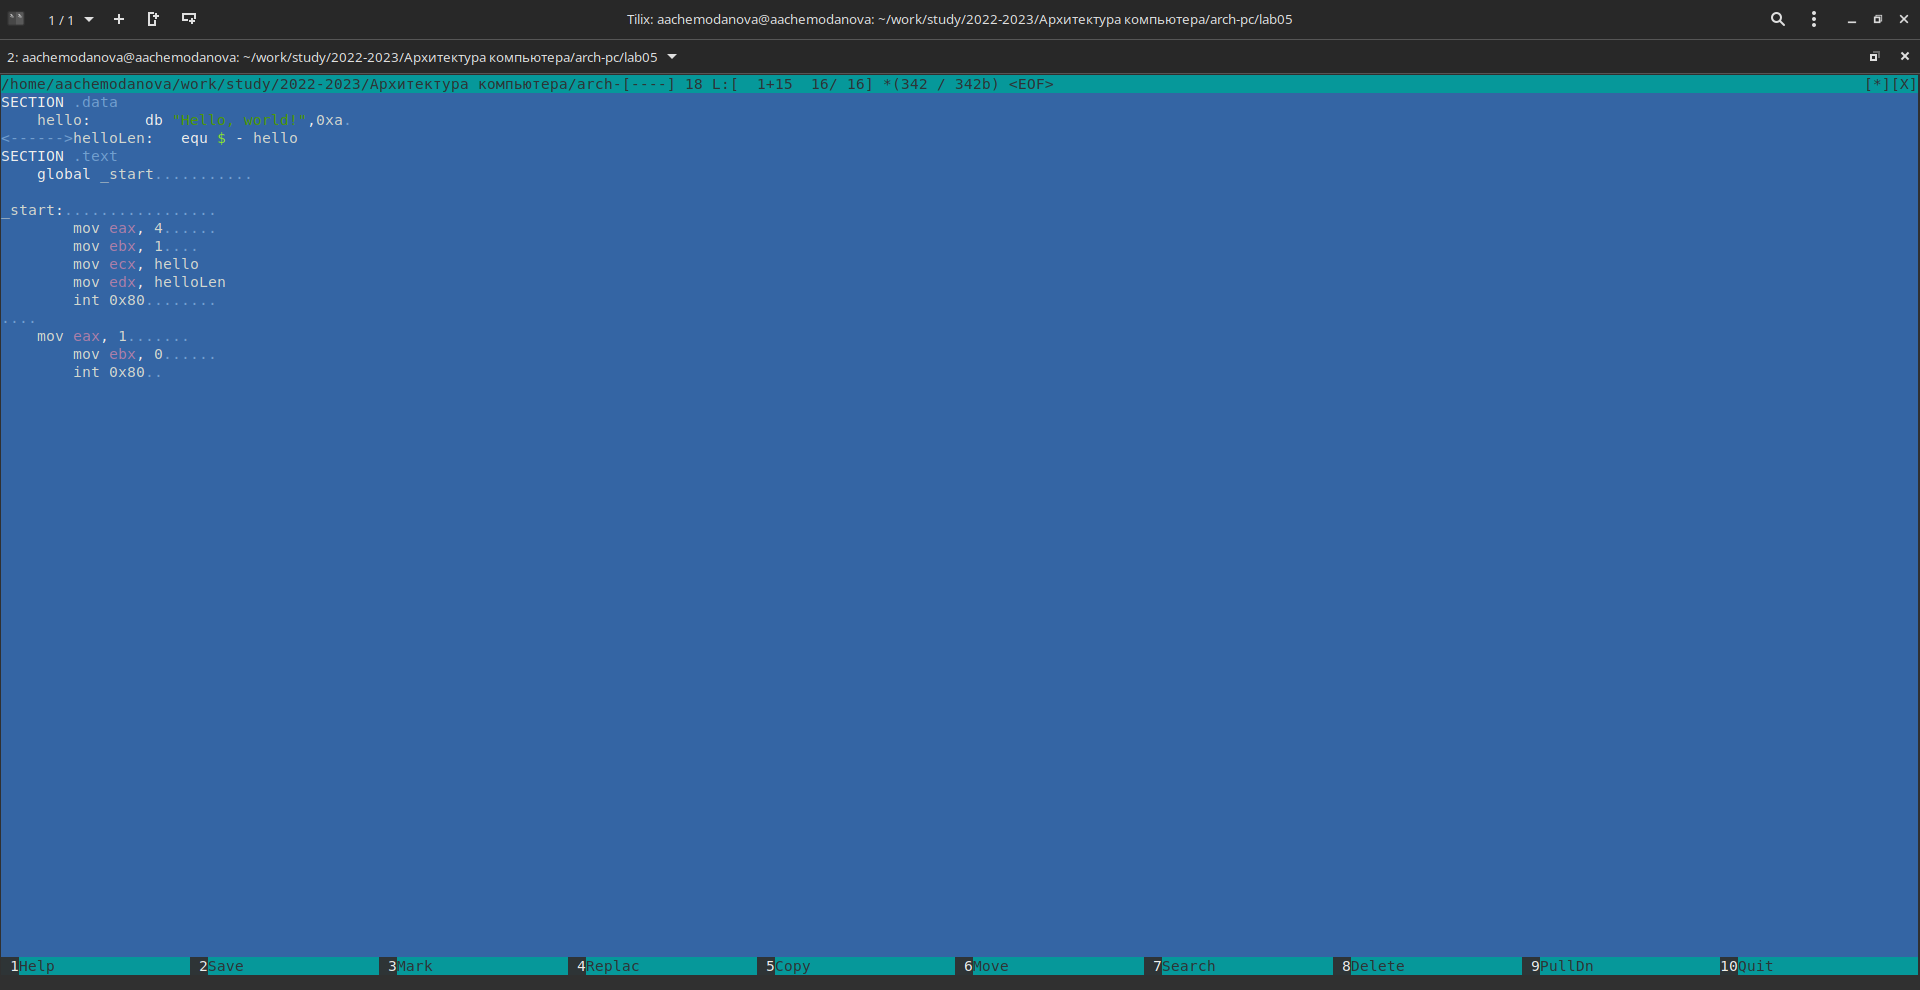 1 / 1
Tilix: aachemodanova@aachemodanova: ~/work/study/2022-2023/Архитектура компьютера/arch-pc/lab05
2: aachemodanova@aachemodanova: ~/work/study/2022-2023/Архитектура компьютера/arch-pc/lab05
/home/aachemodanova/work/study/2022-2023/Архитектура компьютера/arch-[----] 18 L:[  1+15  16/ 16] *(342 / 342b) <EOF> [*][X]
SECTION .data
    hello:      db "Hello, world!",0xa.
<------>helloLen:   equ $ - hello
SECTION .text
    global _start...........
_start:.................
        mov eax, 4......
        mov ebx, 1....
        mov ecx, hello
        mov edx, helloLen
        int 0x80........
....
    mov eax, 1.......
        mov ebx, 0......
        int 0x80..
1Help 2Save 3Mark 4Replac 5Copy 6Move 7Search 8Delete 9PullDn 10Quit